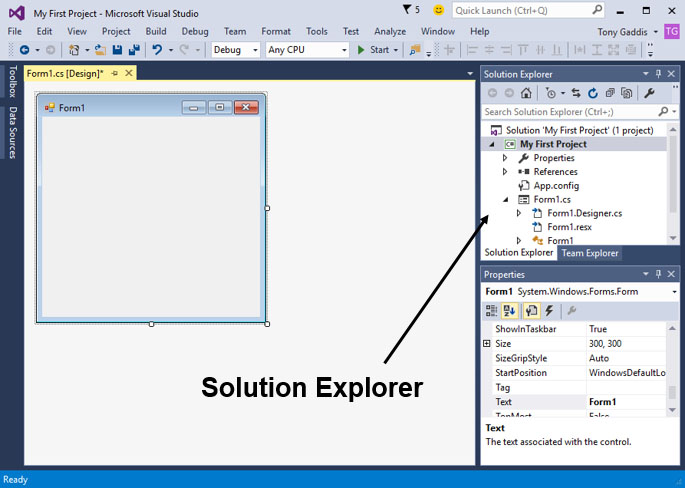 My First Project - Microsoft Visual Studio
5
Quick Launch (Ctrl+Q)
File Edit View Project Build Debug Team Format Tools Test Analyze Window Help
Tony Gaddis TG
Debug Any CPU Start
Toolbox
Data Sources
Form1.cs [Design]*
Form1
Solution Explorer
Search Solution Explorer (Ctrl+;)
Solution 'My First Project' (1 project)
C# My First Project
Properties
References
App.config
Form1.cs
Form1.Designer.cs
Form1.resx
Form1
Solution Explorer Team Explorer
Properties
Form1 System.Windows.Forms.Form
ShowInTaskbar True
Size 300, 300
SizeGripStyle Auto
StartPosition WindowsDefaultLo
Tag
Text Form1
TopMost False
Text
The text associated with the control.
Solution Explorer
Ready